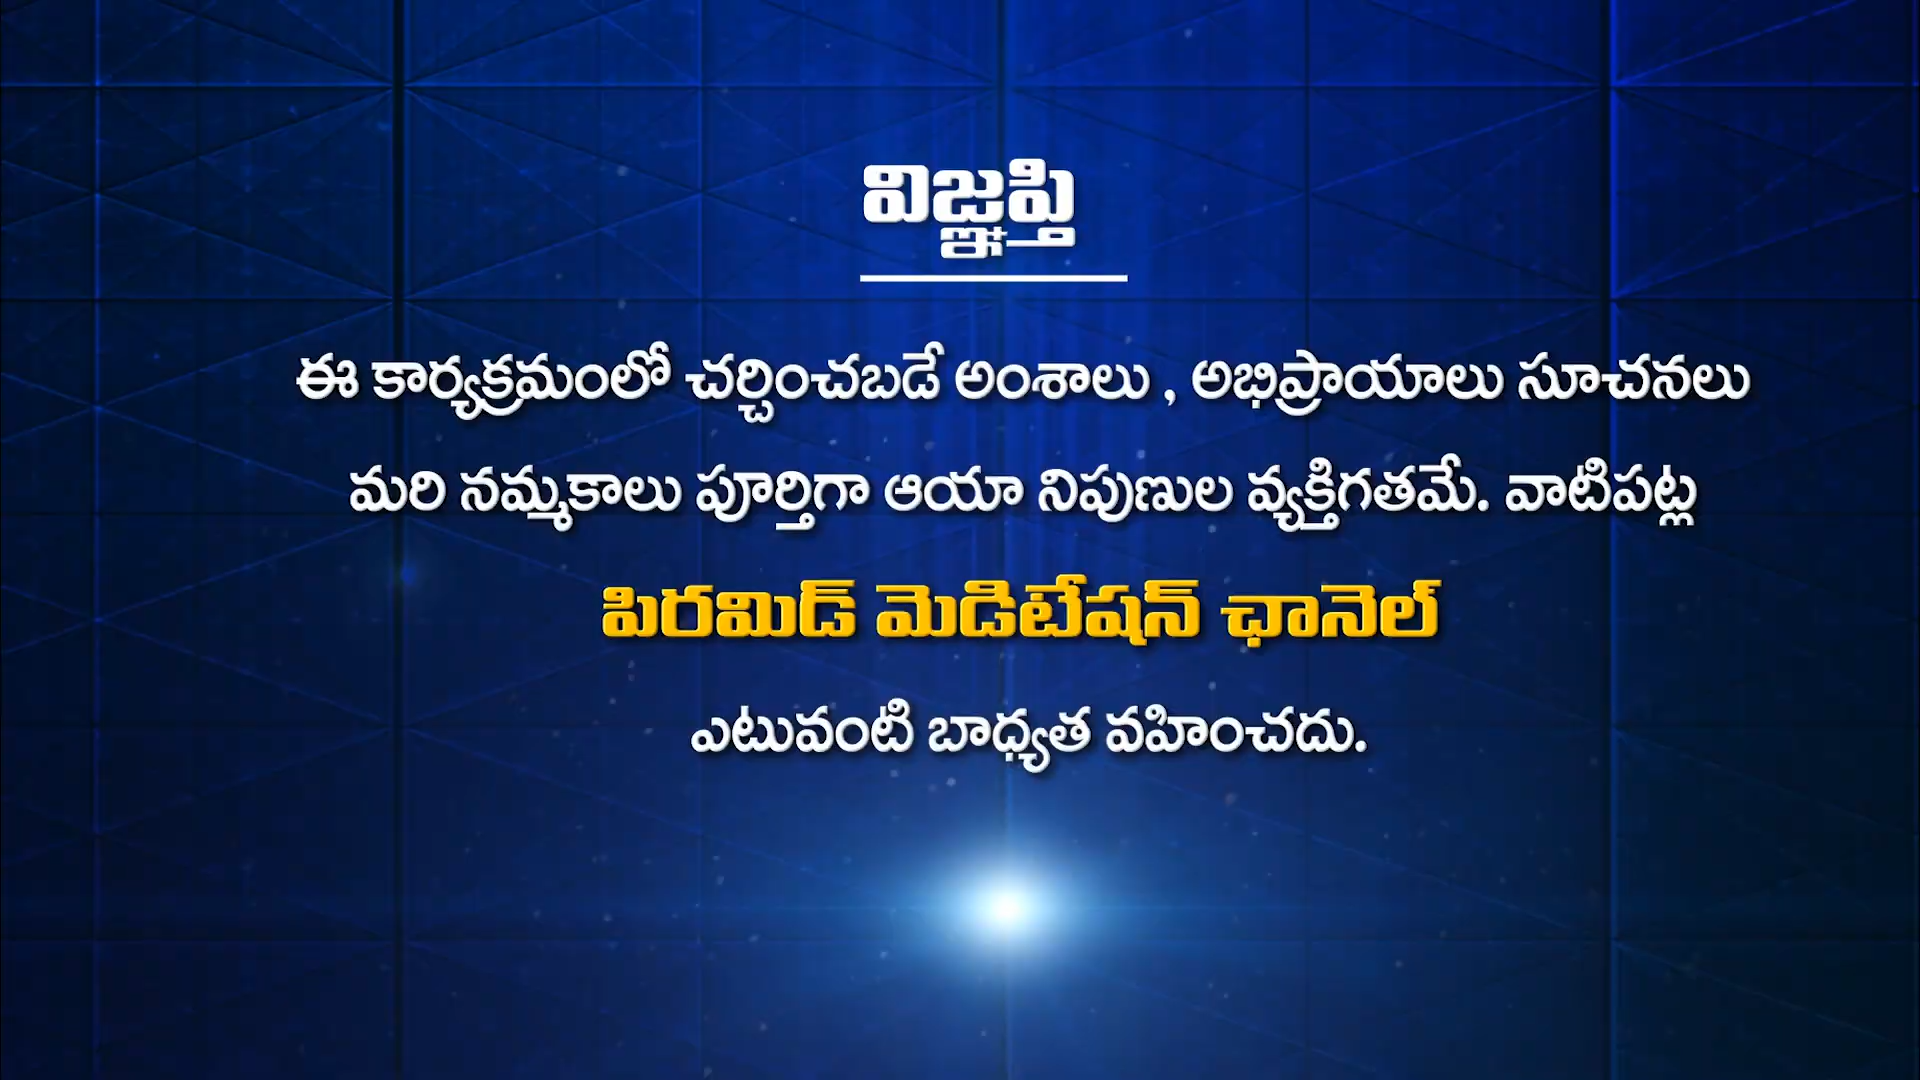 విజ్ఞప్తి
ఈ కార్యక్రమంలో చర్చించబడే అంశాలు , అభిప్రాయాలు సూచనలు
మరి నమ్మకాలు పూర్తిగా ఆయా నిపుణుల వ్యక్తిగతమే. వాటిపట్ల
పిరమిడ్ మెడిటేషన్ ఛానెల్
ఎటువంటి బాధ్యత వహించదు.